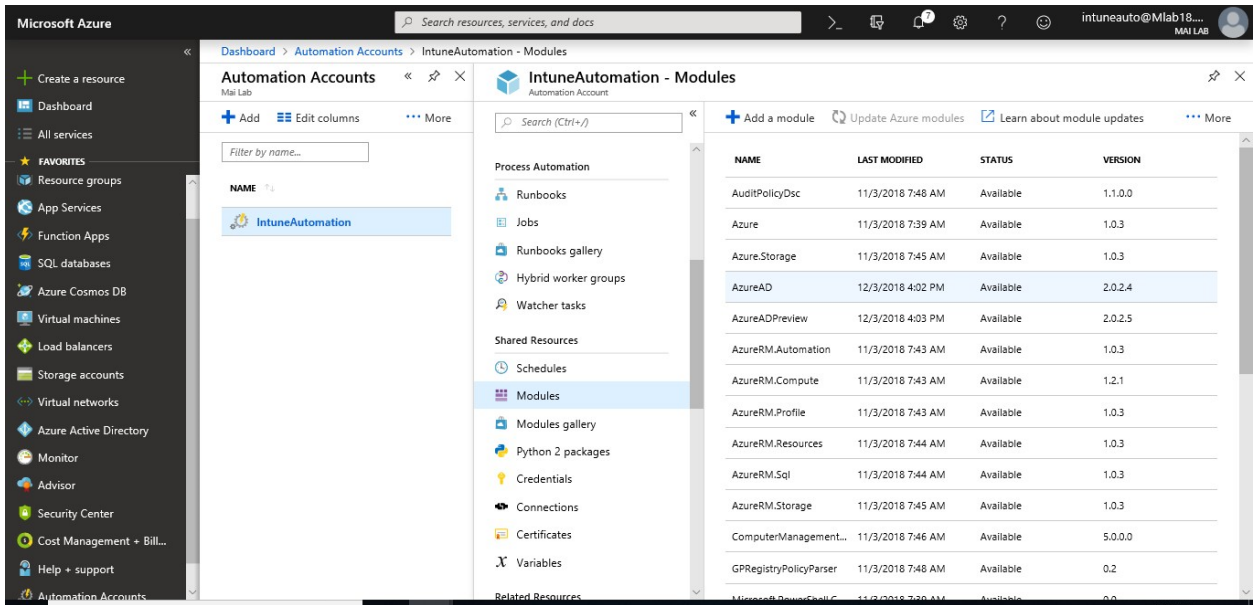 Microsoft Azure
Search resources, services, and docs
7
intuneauto@Mlab18....
MAI LAB
Create a resource
Dashboard
All services
FAVORITES
Resource groups
App Services
Function Apps
SQL databases
Azure Cosmos DB
Virtual machines
Load balancers
Storage accounts
Virtual networks
Azure Active Directory
Monitor
Advisor
Security Center
Cost Management + Bill...
Help + support
Automation Accounts
Dashboard > Automation Accounts > IntuneAutomation - Modules
Automation Accounts
Mai Lab
Add Edit columns More
Filter by name...
NAME
IntuneAutomation
IntuneAutomation - Modules
Automation Account
Search (Ctrl+/)
Process Automation
Runbooks
Jobs
Runbooks gallery
Hybrid worker groups
Watcher tasks
Shared Resources
Schedules
Modules
Modules gallery
Python 2 packages
Credentials
Connections
Certificates
Variables
Related Resources
Add a module Update Azure modules Learn about module updates More
NAME LAST MODIFIED STATUS VERSION
AuditPolicyDsc 11/3/2018 7:48 AM Available 1.1.0.0
Azure 11/3/2018 7:39 AM Available 1.0.3
Azure.Storage 11/3/2018 7:45 AM Available 1.0.3
AzureAD 12/3/2018 4:02 PM Available 2.0.2.4
AzureADPreview 12/3/2018 4:03 PM Available 2.0.2.5
AzureRM.Automation 11/3/2018 7:43 AM Available 1.0.3
AzureRM.Compute 11/3/2018 7:43 AM Available 1.2.1
AzureRM.Profile 11/3/2018 7:43 AM Available 1.0.3
AzureRM.Resources 11/3/2018 7:44 AM Available 1.0.3
AzureRM.Sql 11/3/2018 7:44 AM Available 1.0.3
AzureRM.Storage 11/3/2018 7:45 AM Available 1.0.3
ComputerManagement... 11/3/2018 7:46 AM Available 5.0.0.0
GPRegistryPolicyParser 11/3/2018 7:48 AM Available 0.2
Microsoft.PowerShell.C... 11/3/2018 7:39 AM Available 0.0